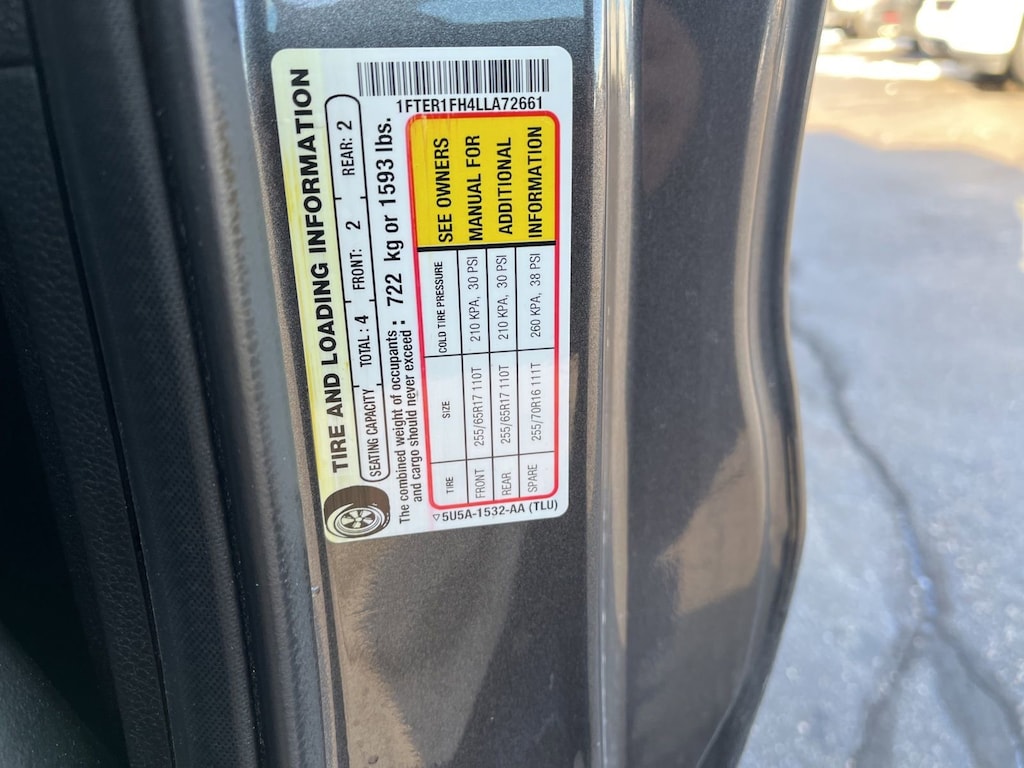 TIRE AND LOADING INFORMATION
1FTER1FH4LLA72661
SEATING CAPACITY TOTAL: 4 FRONT: 2 REAR: 2
The combined weight of occupants and cargo should never exceed: 722 kg or 1593 lbs.
TIRE SIZE COLD TIRE PRESSURE
FRONT 255/65R17 110T 210 KPA, 30 PSI
REAR 255/65R17 110T 210 KPA, 30 PSI
SPARE 255/70R16 111T 260 KPA, 38 PSI
SEE OWNERS
MANUAL FOR
ADDITIONAL
INFORMATION
▽5U5A-1532-AA (TLU)